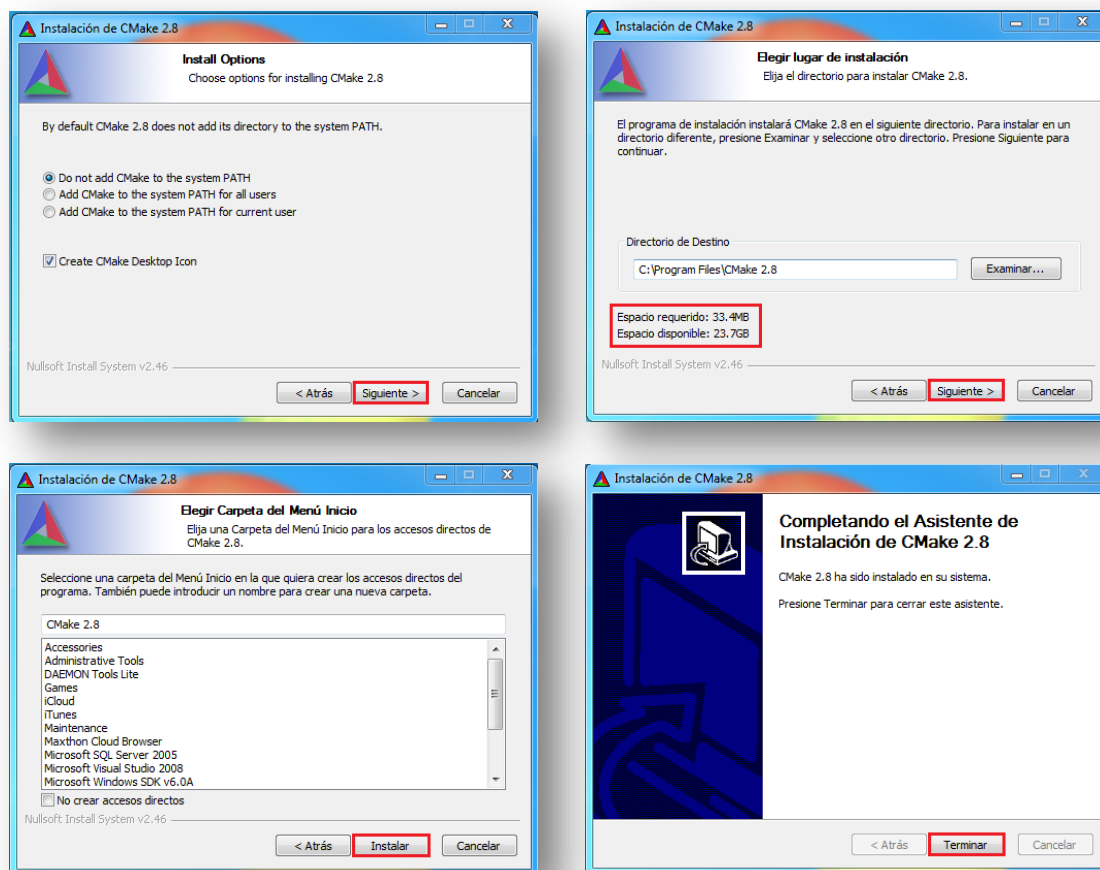 Instalación de CMake 2.8
Install Options
Choose options for installing CMake 2.8
By default CMake 2.8 does not add its directory to the system PATH.
Do not add CMake to the system PATH
Add CMake to the system PATH for all users
Add CMake to the system PATH for current user
Create CMake Desktop Icon
Nullsoft Install System v2.46
< Atrás Siguiente > Cancelar
Instalación de CMake 2.8
Elegir lugar de instalación
Elija el directorio para instalar CMake 2.8.
El programa de instalación instalará CMake 2.8 en el siguiente directorio. Para instalar en un
directorio diferente, presione Examinar y seleccione otro directorio. Presione Siguiente para
continuar.
Directorio de Destino
C:\Program Files\CMake 2.8 Examinar...
Espacio requerido: 33.4MB
Espacio disponible: 23.7GB
Nullsoft Install System v2.46
< Atrás Siguiente > Cancelar
Instalación de CMake 2.8
Elegir Carpeta del Menú Inicio
Elija una Carpeta del Menú Inicio para los accesos directos de
CMake 2.8.
Seleccione una carpeta del Menú Inicio en la que quiera crear los accesos directos del
programa. También puede introducir un nombre para crear una nueva carpeta.
CMake 2.8
Accessories
Administrative Tools
DAEMON Tools Lite
Games
iCloud
iTunes
Maintenance
Maxthon Cloud Browser
Microsoft SQL Server 2005
Microsoft Visual Studio 2008
Microsoft Windows SDK v6.0A
No crear accesos directos
Nullsoft Install System v2.46
< Atrás Instalar Cancelar
Instalación de CMake 2.8
Completando el Asistente de
Instalación de CMake 2.8
CMake 2.8 ha sido instalado en su sistema.
Presione Terminar para cerrar este asistente.
< Atrás Terminar Cancelar